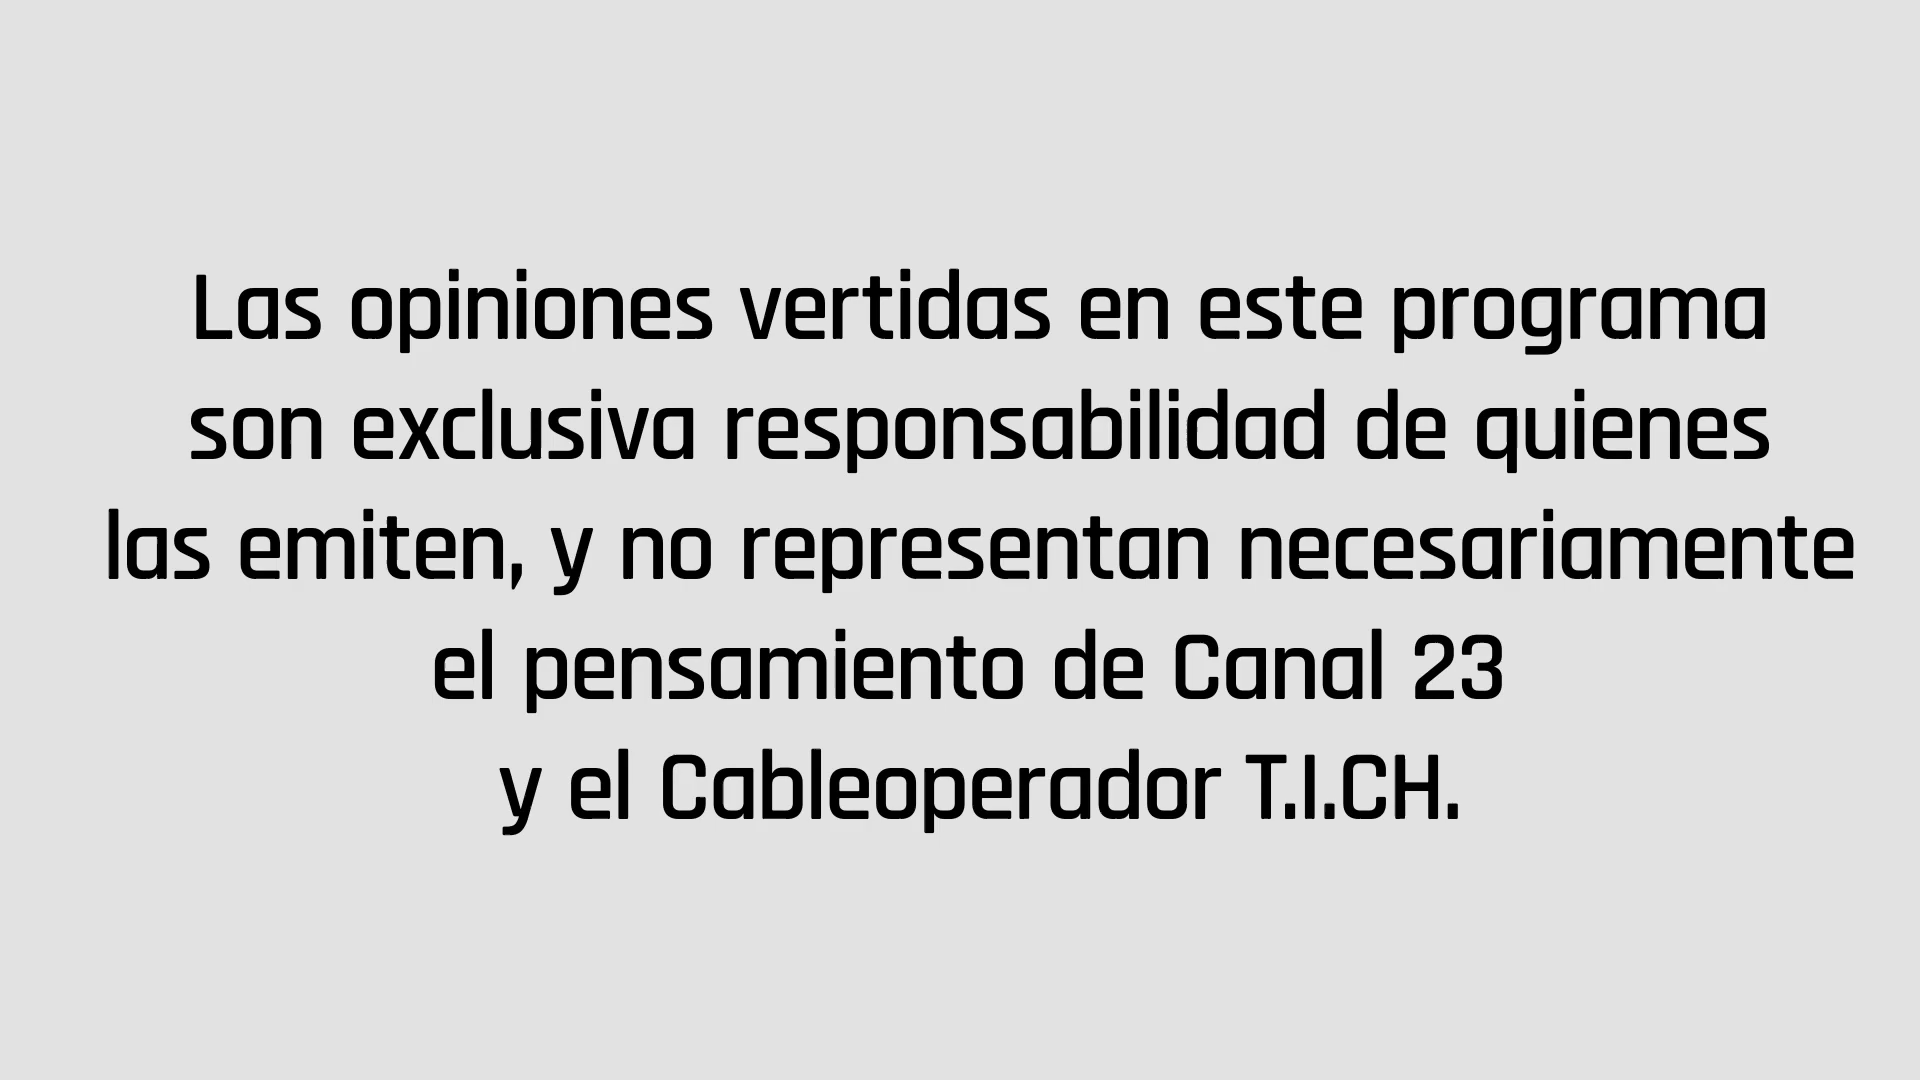 Las opiniones vertidas en este programa
son exclusiva responsabilidad de quienes
las emiten, y no representan necesariamente
el pensamiento de Canal 23
y el Cableoperador T.I.CH.